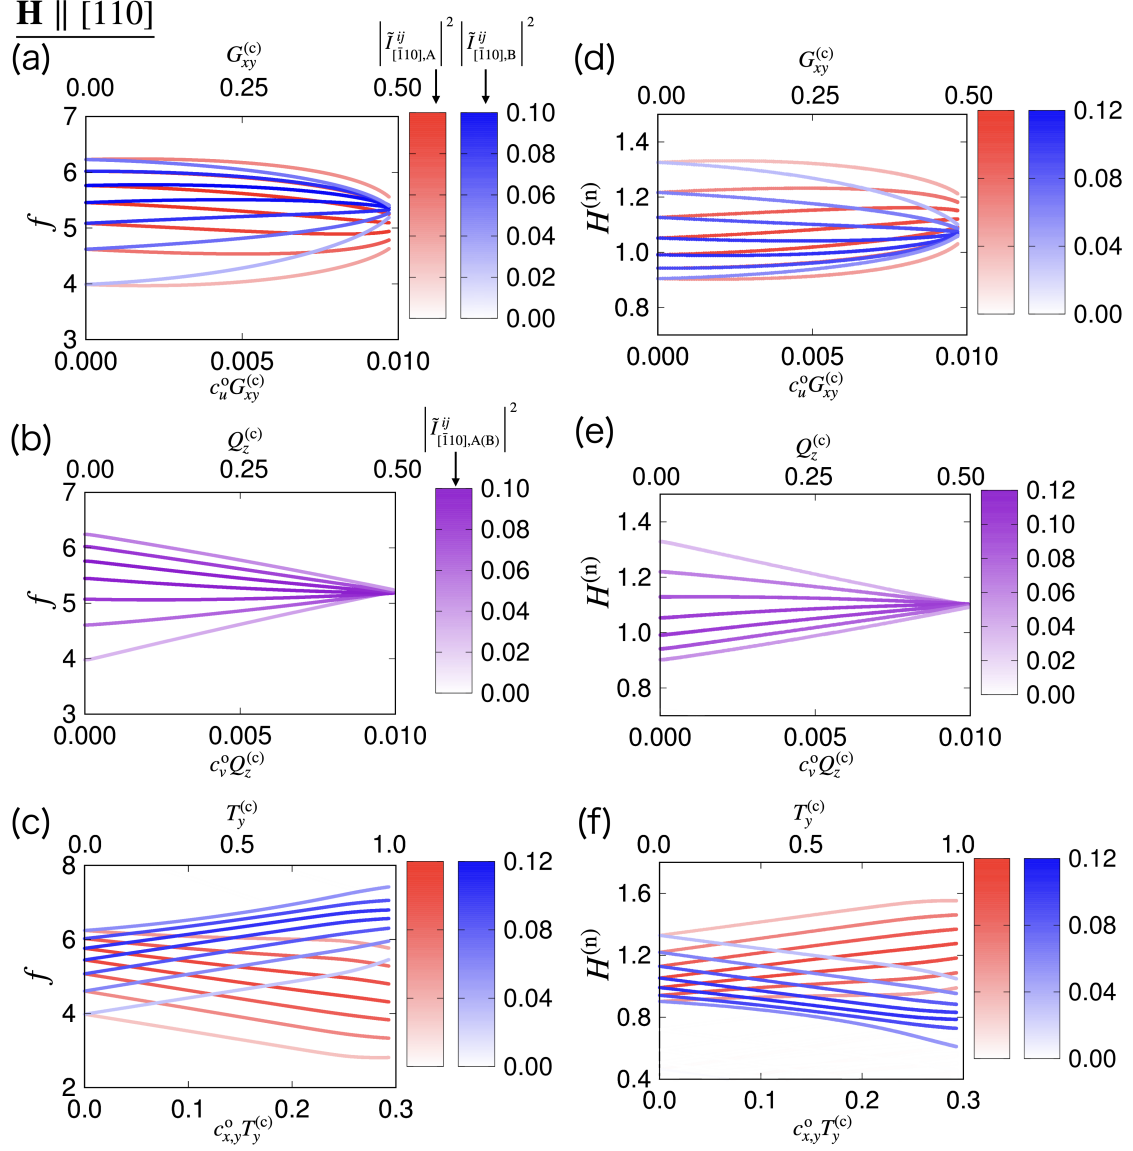 H ∥ [110]
(a)
G_{xy}^{(c)}
|Ĩ^{ij}_{[1̄10],A}|^2 |Ĩ^{ij}_{[1̄10],B}|^2
0.00 0.25 0.50
7
6
5
4
3
f
0.10
0.08
0.06
0.04
0.02
0.00
0.000 0.005 0.010
c_u^o G_{xy}^{(c)}
(d)
G_{xy}^{(c)}
0.00 0.25 0.50
1.4
1.2
1.0
0.8
H^{(n)}
0.12
0.08
0.04
0.00
0.000 0.005 0.010
c_u^o G_{xy}^{(c)}
(b)
Q_z^{(c)}
|Ĩ^{ij}_{[1̄10],A(B)}|^2
0.00 0.25 0.50
7
6
5
4
3
f
0.10
0.08
0.06
0.04
0.02
0.00
0.000 0.005 0.010
c_v^o Q_z^{(c)}
(e)
Q_z^{(c)}
0.00 0.25 0.50
1.4
1.2
1.0
0.8
H^{(n)}
0.12
0.10
0.08
0.06
0.04
0.02
0.00
0.000 0.005 0.010
c_v^o Q_z^{(c)}
(c)
T_y^{(c)}
0.0 0.5 1.0
8
6
4
2
f
0.12
0.08
0.04
0.00
0.0 0.1 0.2 0.3
c_{x,y}^o T_y^{(c)}
(f)
T_y^{(c)}
0.0 0.5 1.0
1.6
1.2
0.8
0.4
H^{(n)}
0.12
0.08
0.04
0.00
0.0 0.1 0.2 0.3
c_{x,y}^o T_y^{(c)}